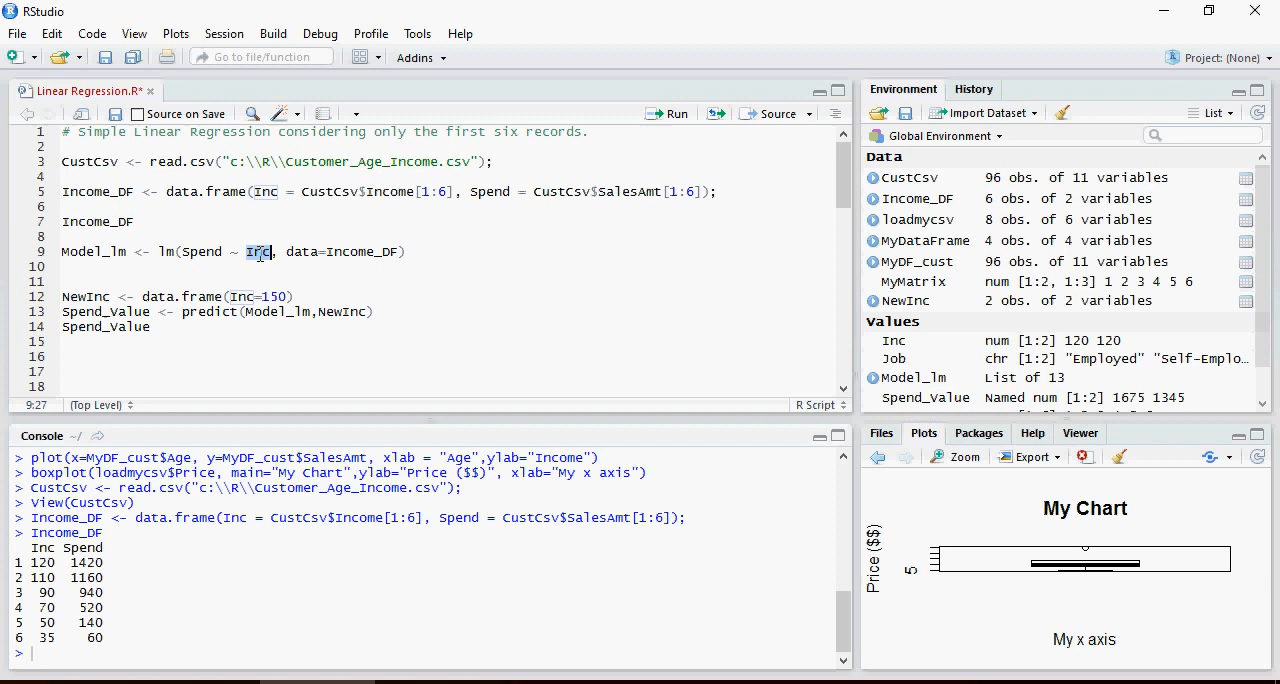 RStudio
File Edit Code View Plots Session Build Debug Profile Tools Help
Go to file/function Addins Project: (None)
Linear Regression.R*
Source on Save Run Source
1 # Simple Linear Regression considering only the first six records.
2
3 CustCsv <- read.csv("c:\\R\\Customer_Age_Income.csv");
4
5 Income_DF <- data.frame(Inc = CustCsv$Income[1:6], Spend = CustCsv$SalesAmt[1:6]);
6
7 Income_DF
8
9 Model_lm <- lm(Spend ~ Inc, data=Income_DF)
10
11
12 NewInc <- data.frame(Inc=150)
13 Spend_Value <- predict(Model_lm,NewInc)
14 Spend_Value
15
16
17
18
9:27 (Top Level) R Script
Console ~/
> plot(x=MyDF_cust$Age, y=MyDF_cust$SalesAmt, xlab = "Age",ylab="Income")
> boxplot(loadmycsv$Price, main="My Chart",ylab="Price ($$)", xlab="My x axis")
> CustCsv <- read.csv("c:\\R\\Customer_Age_Income.csv");
> View(CustCsv)
> Income_DF <- data.frame(Inc = CustCsv$Income[1:6], Spend = CustCsv$SalesAmt[1:6]);
> Income_DF
Inc Spend
1 120 1420
2 110 1160
3 90 940
4 70 520
5 50 140
6 35 60
>
Environment History
Import Dataset List
Global Environment
Data
CustCsv 96 obs. of 11 variables
Income_DF 6 obs. of 2 variables
loadmycsv 8 obs. of 6 variables
MyDataFrame 4 obs. of 4 variables
MyDF_cust 96 obs. of 11 variables
MyMatrix num [1:2, 1:3] 1 2 3 4 5 6
NewInc 2 obs. of 2 variables
Values
Inc num [1:2] 120 120
Job chr [1:2] "Employed" "Self-Emplo…
Model_lm List of 13
Spend_Value Named num [1:2] 1675 1345
Files Plots Packages Help Viewer
Zoom Export
My Chart
Price ($$)
5
My x axis